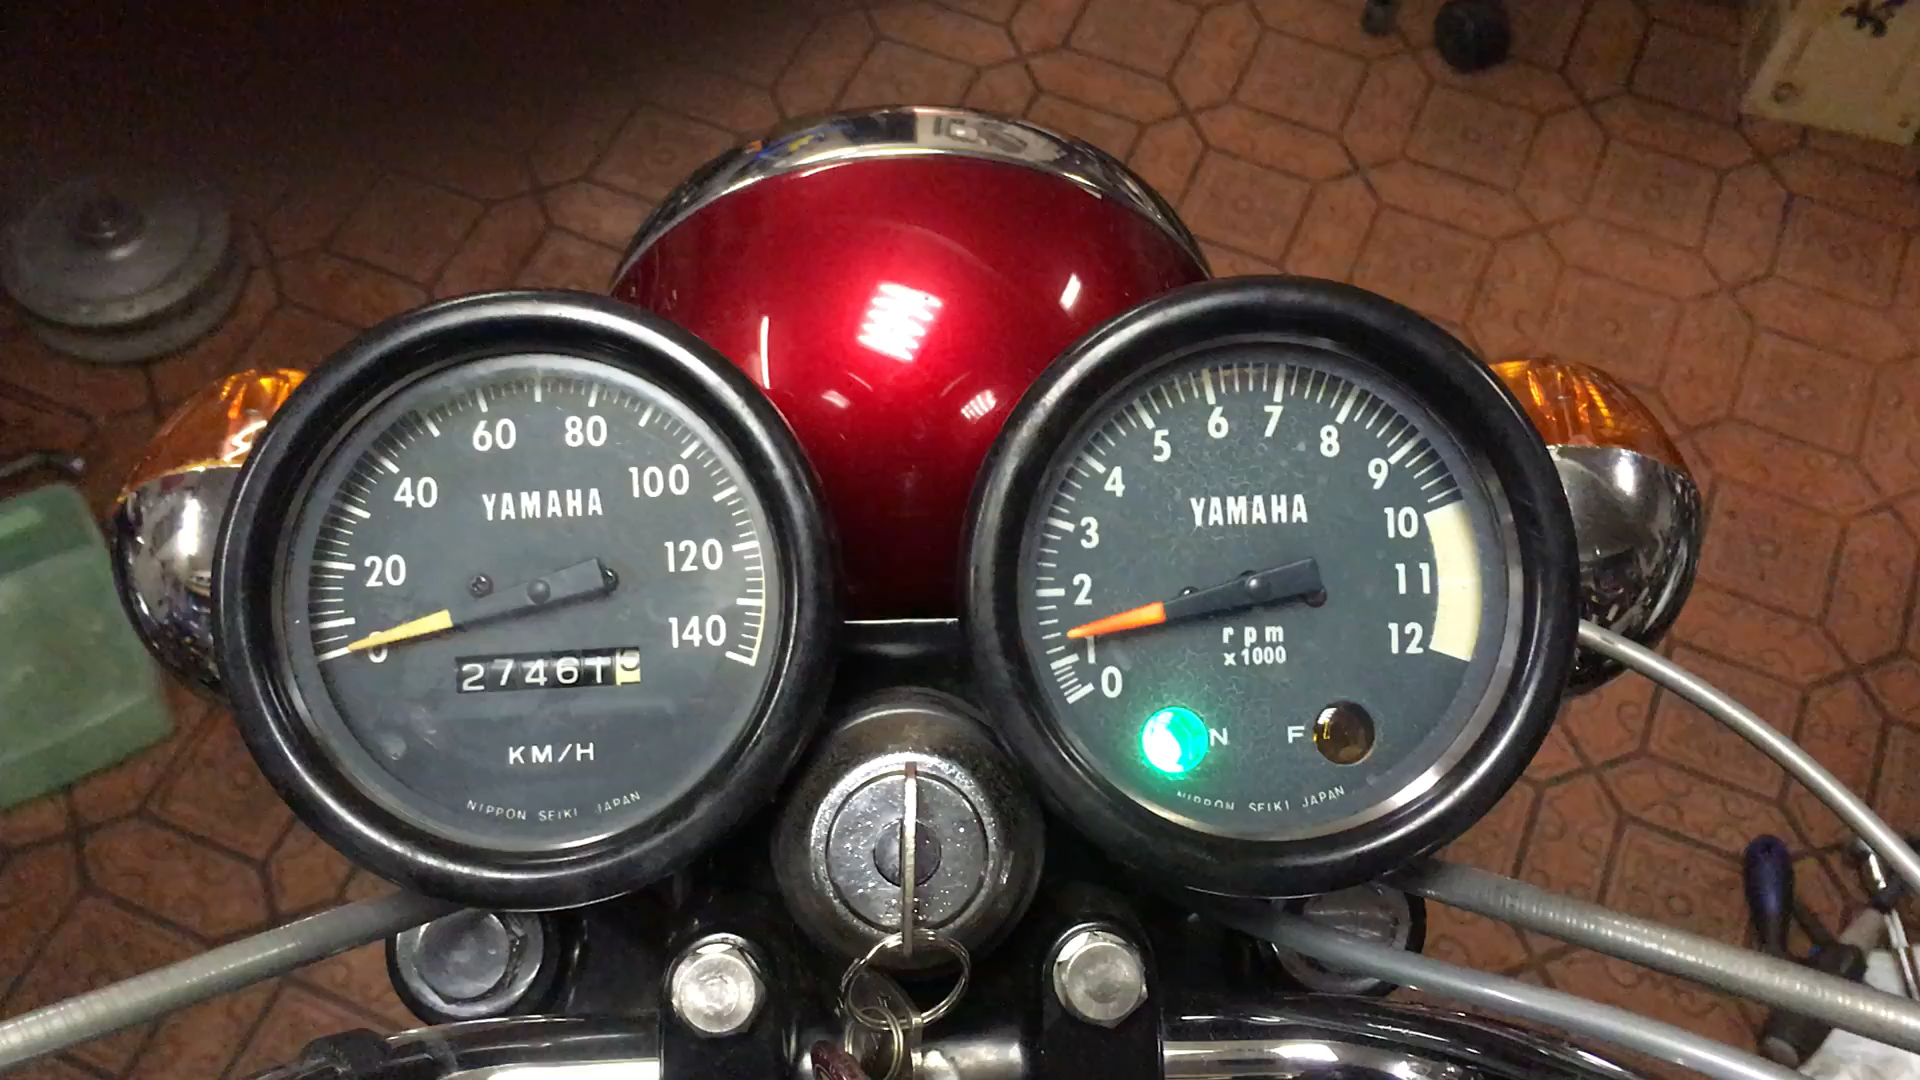 60 80
40 100
YAMAHA
20 120
0 140
27461
KM/H
NIPPON SEIKI JAPAN
6 7
5 8
4 9
YAMAHA
3 10
2 11
1 12
rpm
x1000
0
N F
NIPPON SEIKI JAPAN